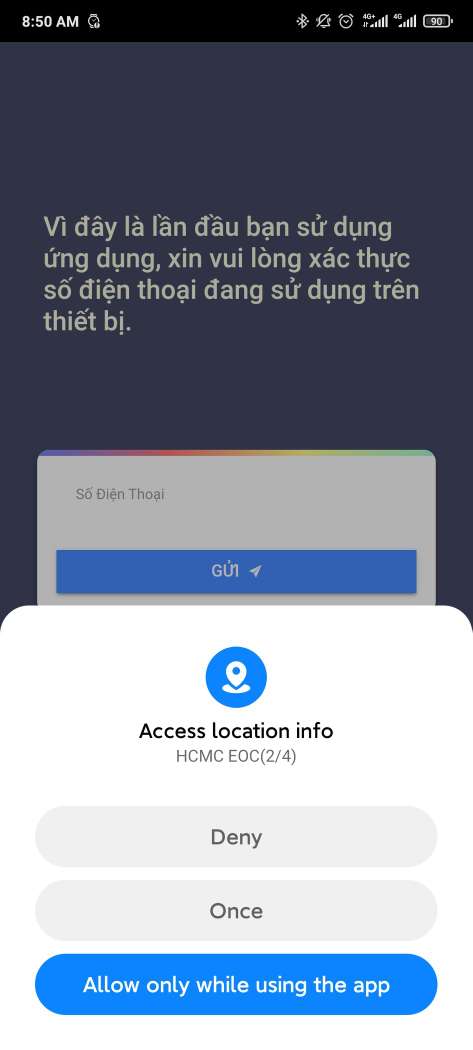 8:50 AM
4G+
4G
90
Vì đây là lần đầu bạn sử dụng
ứng dụng, xin vui lòng xác thực
số điện thoại đang sử dụng trên
thiết bị.
Số Điện Thoại
GỬI
Access location info
HCMC EOC(2/4)
Deny
Once
Allow only while using the app